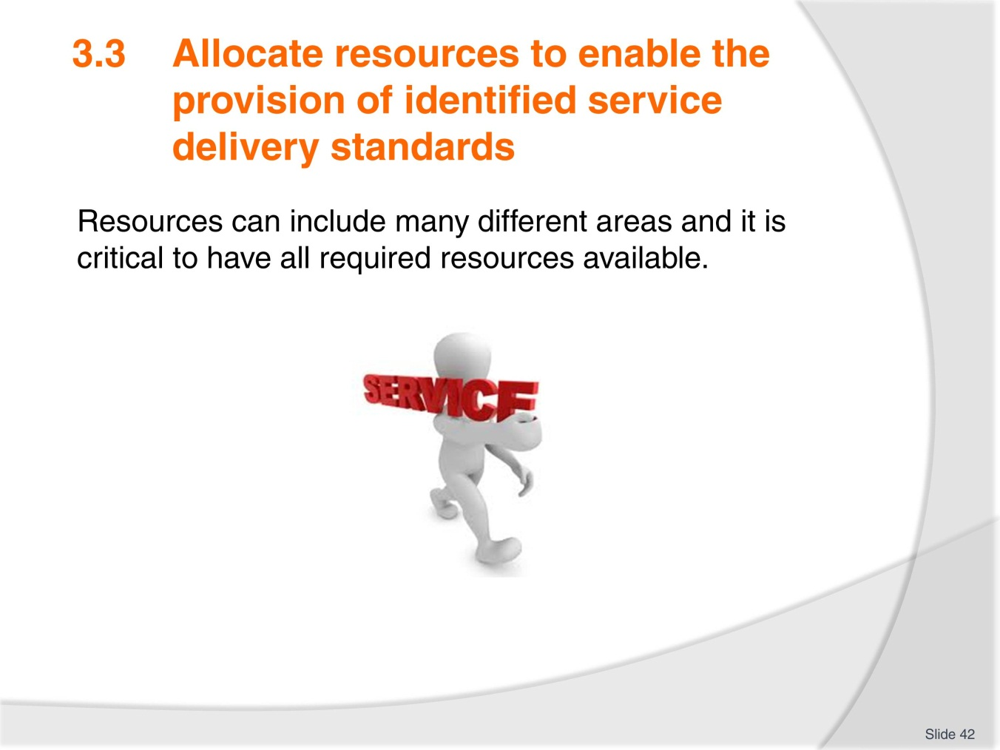 3.3 Allocate resources to enable the
provision of identified service
delivery standards
Resources can include many different areas and it is
critical to have all required resources available.
SERVICE
Slide 42